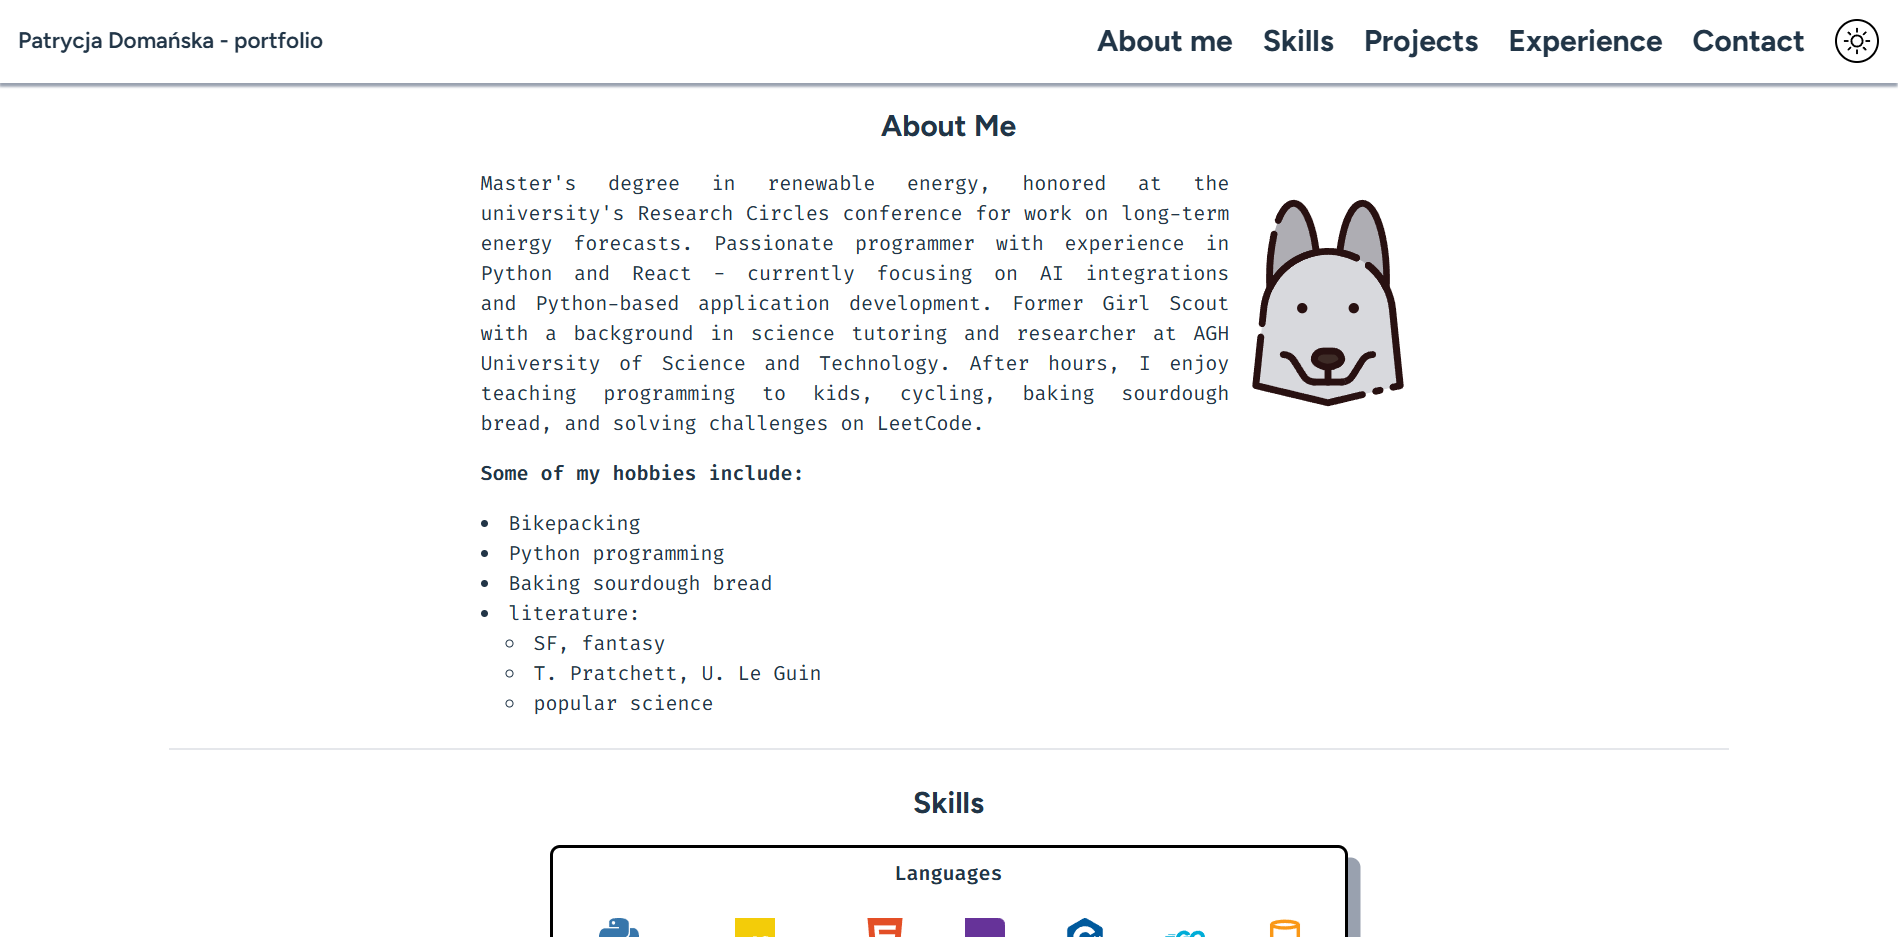 Patrycja Domańska - portfolio
About me
Skills
Projects
Experience
Contact
About Me
Master's degree in renewable energy, honored at the
university's Research Circles conference for work on long-term
energy forecasts. Passionate programmer with experience in
Python and React - currently focusing on AI integrations
and Python-based application development. Former Girl Scout
with a background in science tutoring and researcher at AGH
University of Science and Technology. After hours, I enjoy
teaching programming to kids, cycling, baking sourdough
bread, and solving challenges on LeetCode.
Some of my hobbies include:
Bikepacking
Python programming
Baking sourdough bread
literature:
SF, fantasy
T. Pratchett, U. Le Guin
popular science
Skills
Languages